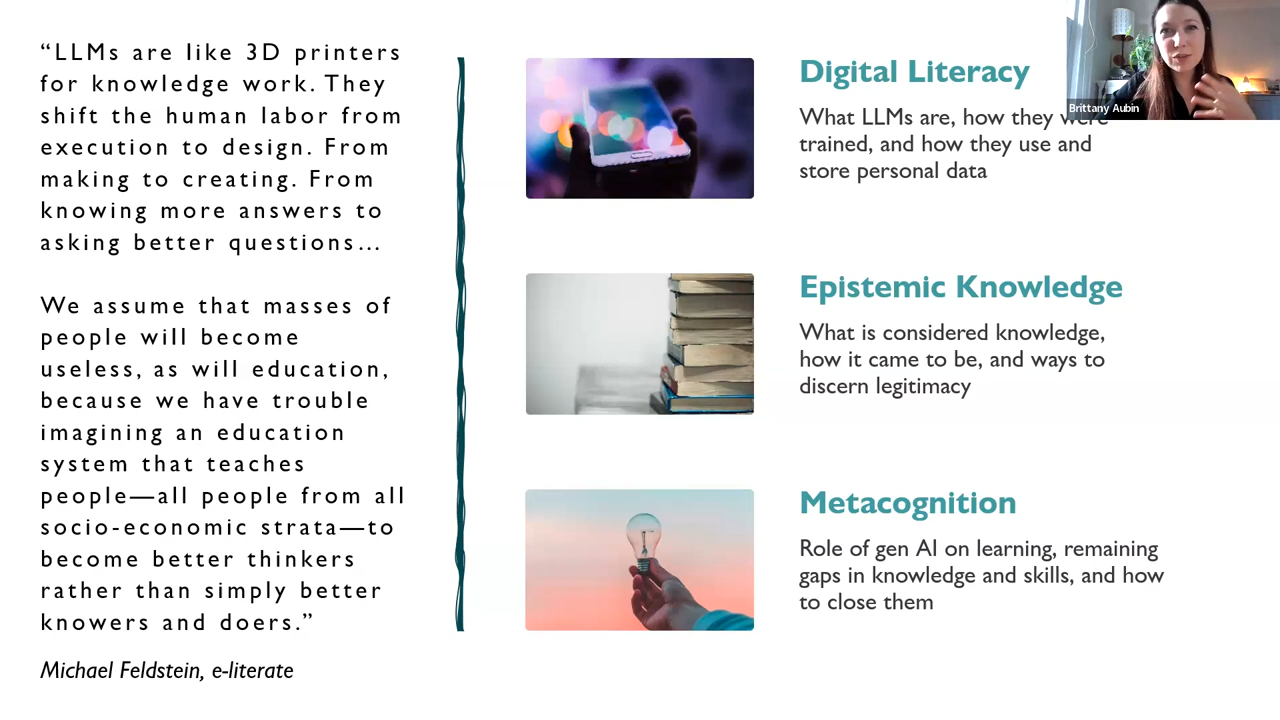 “LLMs are like 3D printers
for knowledge work. They
shift the human labor from
execution to design. From
making to creating. From
knowing more answers to
asking better questions…
We assume that masses of
people will become
useless, as will education,
because we have trouble
imagining an education
system that teaches
people—all people from all
socio-economic strata—to
become better thinkers
rather than simply better
knowers and doers.”
Michael Feldstein, e-literate
Digital Literacy
What LLMs are, how they were
trained, and how they use and
store personal data
Epistemic Knowledge
What is considered knowledge,
how it came to be, and ways to
discern legitimacy
Metacognition
Role of gen AI on learning, remaining
gaps in knowledge and skills, and how
to close them
Brittany Aubin